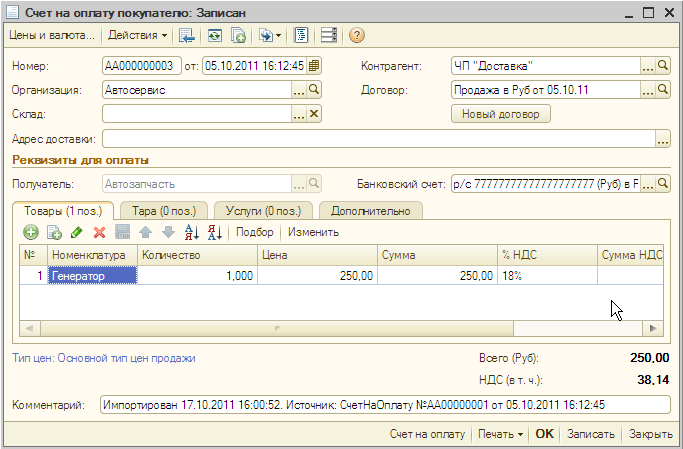 Счет на оплату покупателю: Записан
Цены и валюта... Действия
Номер: АА000000003 от: 05.10.2011 16:12:45 Контрагент: ЧП "Доставка"
Организация: Автосервис Договор: Продажа в Руб от 05.10.11
Склад: Новый договор
Адрес доставки:
Реквизиты для оплаты
Получатель: Автозапчасть Банковский счет:
Товары (1 поз.) Тара (0 поз.) Услуги (0 поз.) Дополнительно
Подбор Изменить
№ Номенклатура Количество Цена Сумма % НДС Сумма НДС
1 Генератор 1,000 250,00 250,00 18%
Тип цен: Основной тип цен продажи Всего (Руб): 250,00
НДС (в т. ч.): 38,14
Комментарий: Импортирован 17.10.2011 16:00:52. Источник: СчетНаОплату №АА00000001 от 05.10.2011 16:12:45
Счет на оплату Печать OK Записать Закрыть